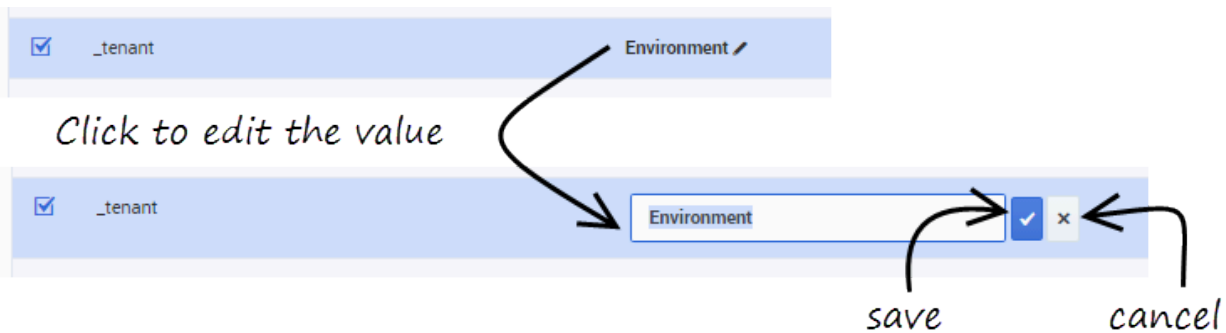 _tenant Environment
Click to edit the value
_tenant Environment
save cancel